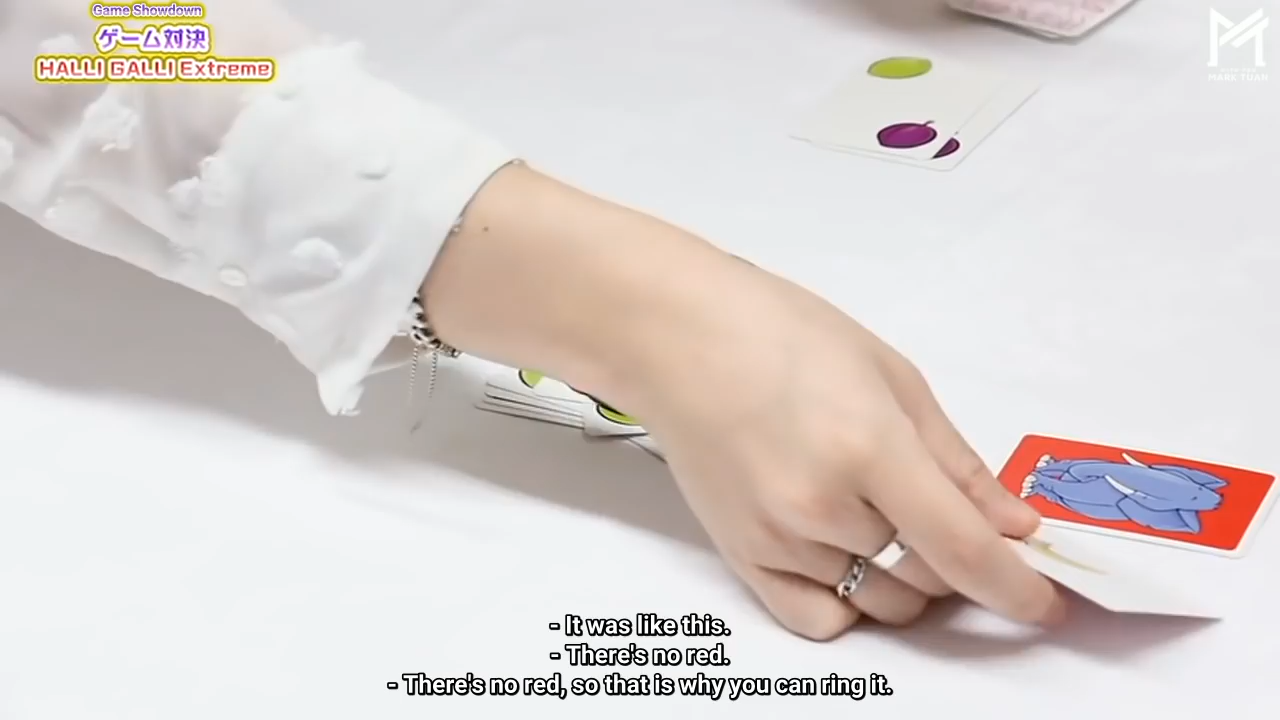 Game Showdown
ゲーム対決
HALLI GALLI Extreme
MARK TUAN
- It was like this.
- There's no red.
- There's no red, so that is why you can ring it.